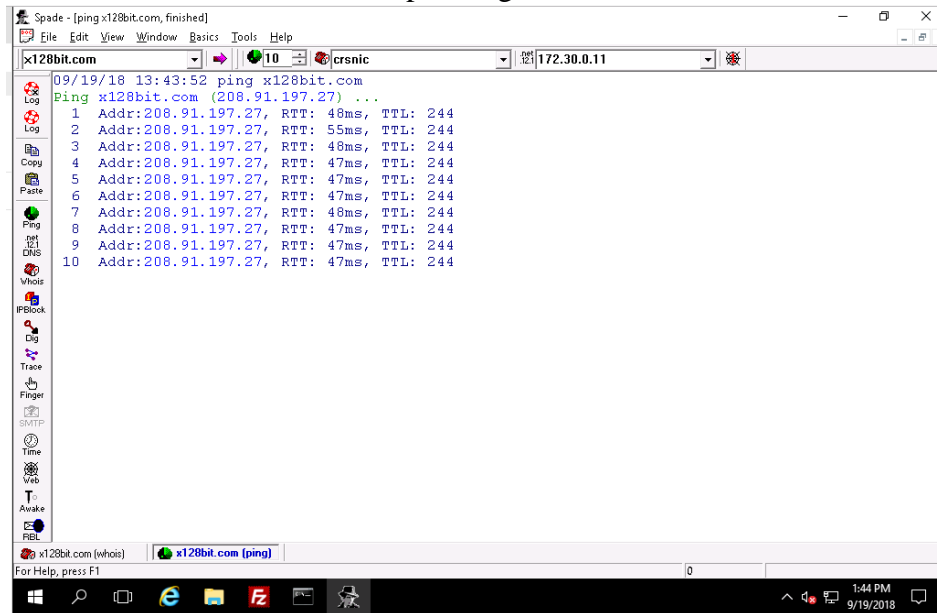 Spade - [ping x128bit.com, finished]
File Edit View Window Basics Tools Help
x128bit.com 10 crsnic .net .12.1 172.30.0.11
09/19/18 13:43:52 ping x128bit.com
Ping x128bit.com (208.91.197.27) ...
1 Addr:208.91.197.27, RTT: 48ms, TTL: 244
2 Addr:208.91.197.27, RTT: 55ms, TTL: 244
3 Addr:208.91.197.27, RTT: 48ms, TTL: 244
4 Addr:208.91.197.27, RTT: 47ms, TTL: 244
5 Addr:208.91.197.27, RTT: 47ms, TTL: 244
6 Addr:208.91.197.27, RTT: 47ms, TTL: 244
7 Addr:208.91.197.27, RTT: 48ms, TTL: 244
8 Addr:208.91.197.27, RTT: 47ms, TTL: 244
9 Addr:208.91.197.27, RTT: 47ms, TTL: 244
10 Addr:208.91.197.27, RTT: 47ms, TTL: 244
Log
Log
Copy
Paste
Ping
.net
.12.1
DNS
Whois
IPBlock
Dig
Trace
Finger
SMTP
Time
Web
Awake
RBL
x128bit.com (whois) x128bit.com (ping)
For Help, press F1 0
1:44 PM
9/19/2018